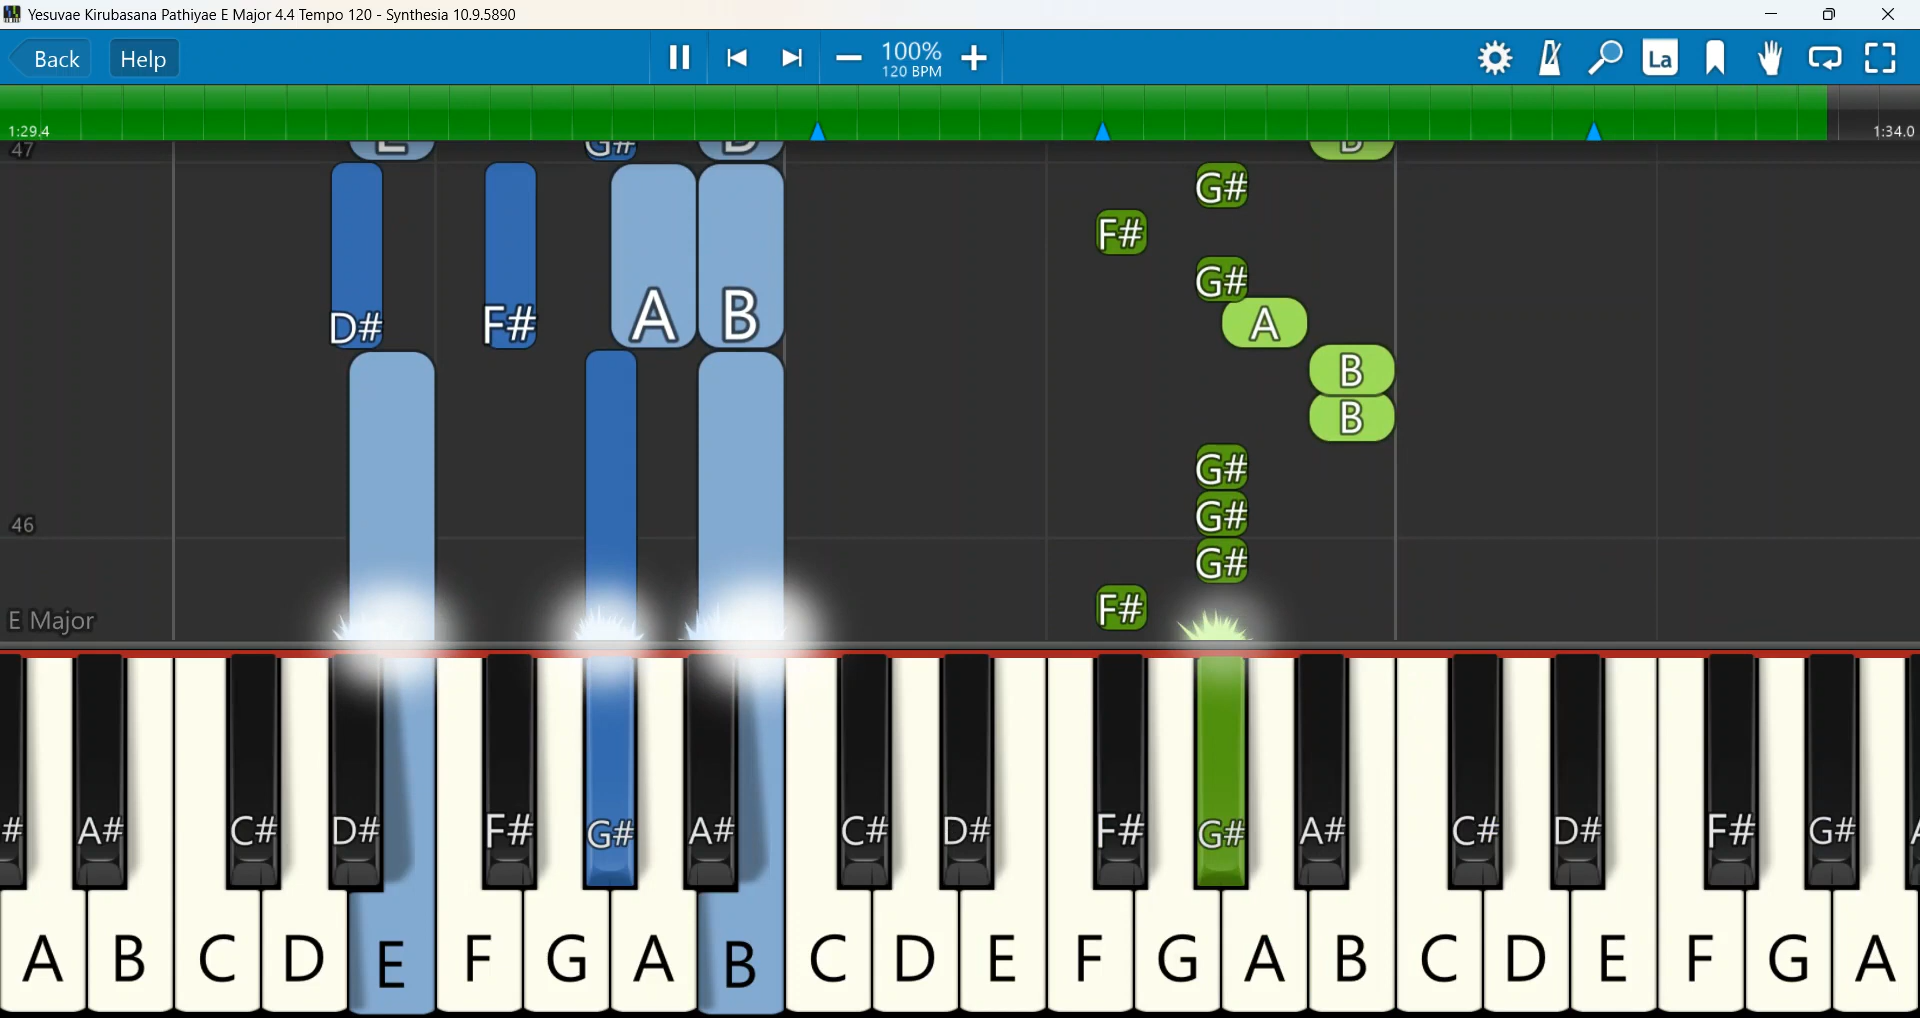 Yesuvae Kirubasana Pathiyae E Major 4.4 Tempo 120 - Synthesia 10.9.5890
Back Help 100% La
120 BPM
1:29.4 1:34.0
47 E G# B B
G#
F#
G#
D# F# A B A
B
B
G#
46 G#
G#
E Major F#
# A# C# D# F# G# A# C# D# F# G# A# C# D# F# G# A
A B C D E F G A B C D E F G A B C D E F G A